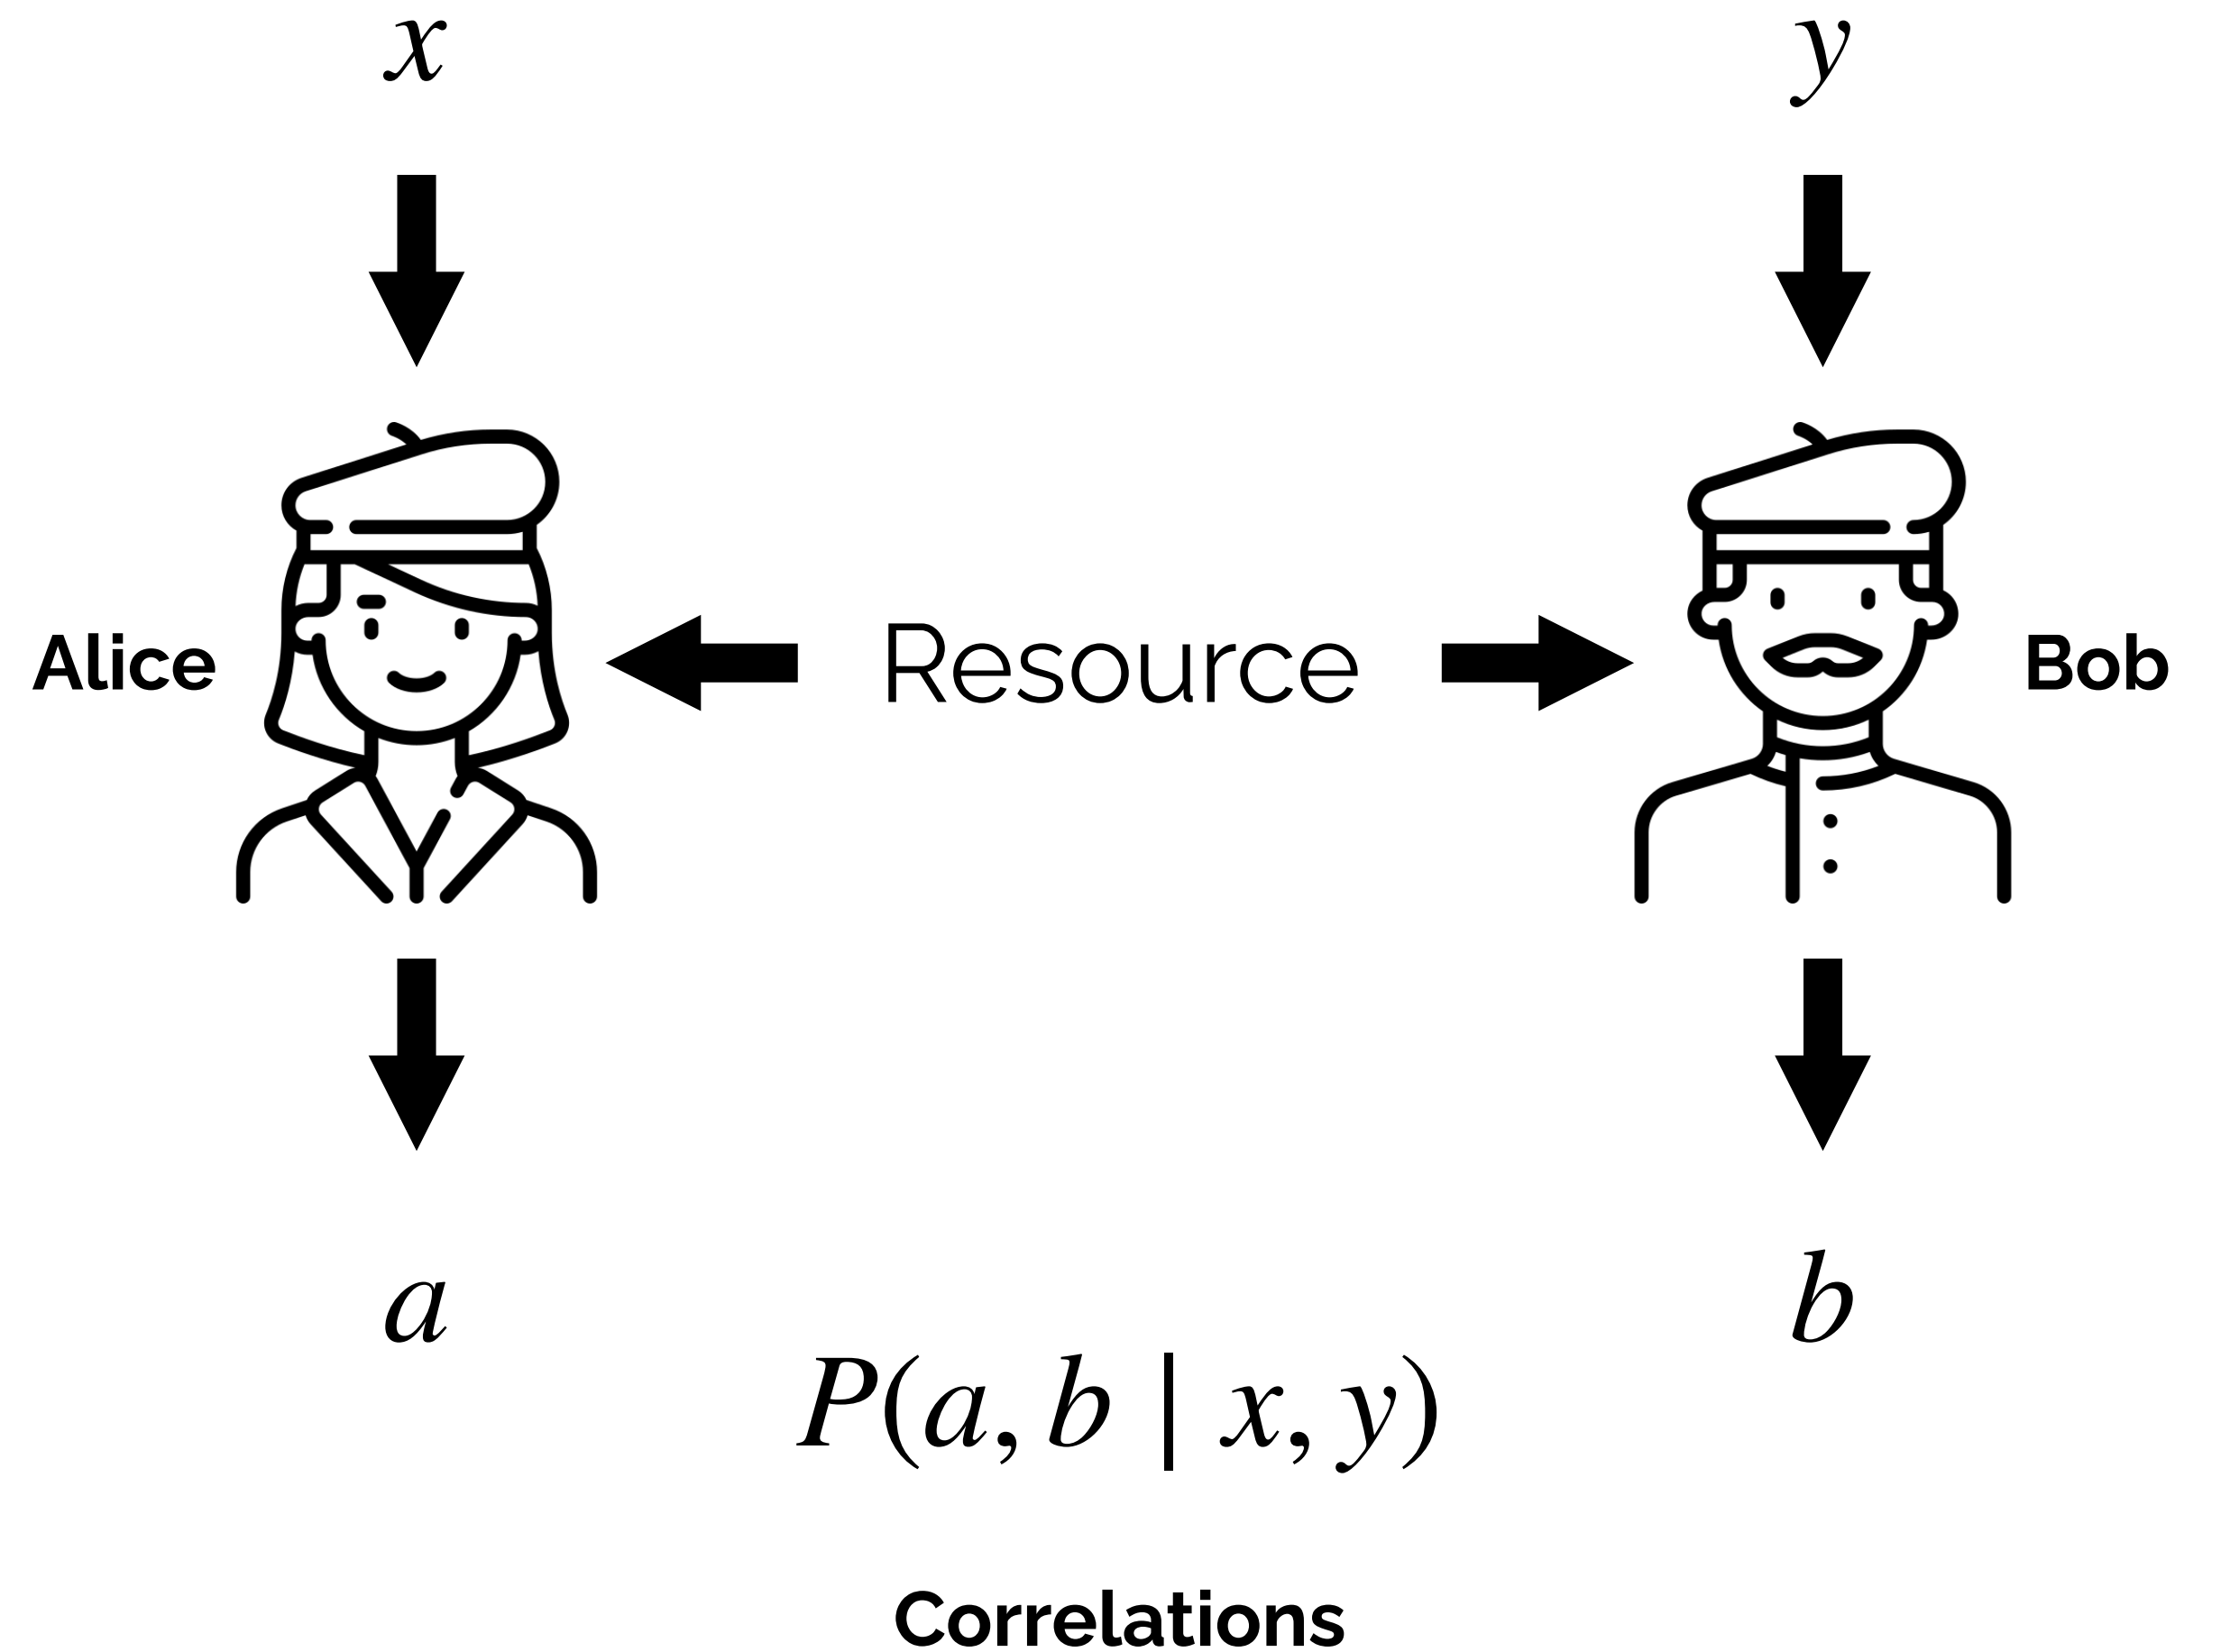 x
y
Alice
Resource
Bob
a
b
P(a, b | x, y)
Correlations